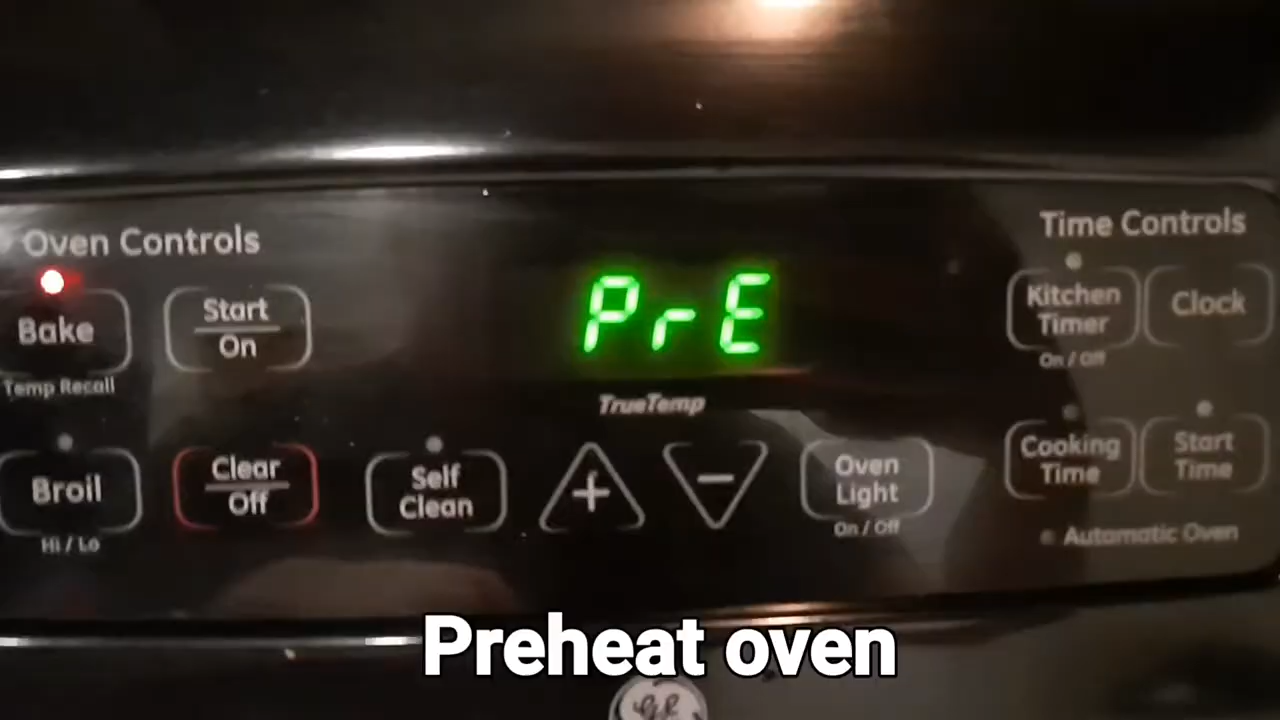 Oven Controls
Time Controls
Bake
Temp Recall
Start
On
PrE
TrueTemp
Kitchen
Timer
On / Off
Clock
Broil
Hi / Lo
Clear
Off
Self
Clean
+
−
Oven
Light
On / Off
Cooking
Time
Start
Time
Automatic Oven
Preheat oven
GE